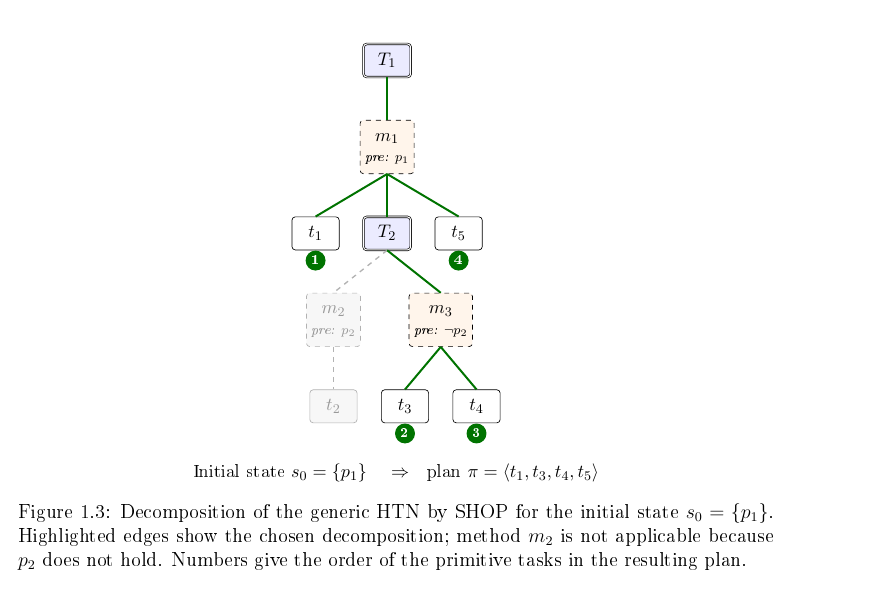 T₁
m₁
pre: p₁
t₁ T₂ t₅
1 4
m₂ m₃
pre: p₂ pre: ¬p₂
t₂ t₃ t₄
2 3
Initial state s₀ = {p₁} ⇒ plan π = ⟨t₁, t₃, t₄, t₅⟩
Figure 1.3: Decomposition of the generic HTN by SHOP for the initial state s₀ = {p₁}.
Highlighted edges show the chosen decomposition; method m₂ is not applicable because
p₂ does not hold. Numbers give the order of the primitive tasks in the resulting plan.